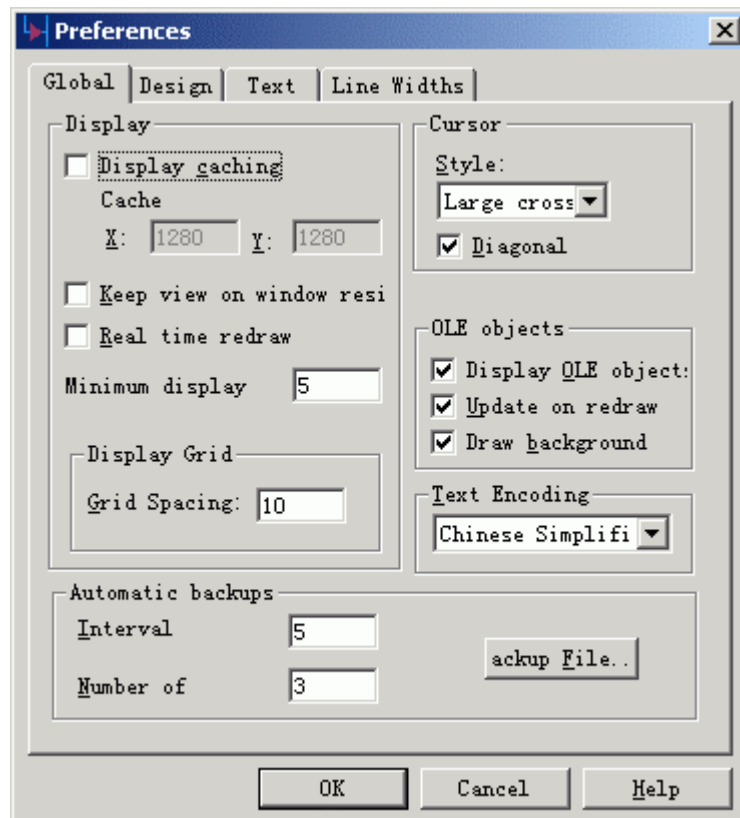 Preferences
Global Design Text Line Widths
Display
Display caching
Cache
X: 1280 Y: 1280
Keep view on window resi
Real time redraw
Minimum display 5
Display Grid
Grid Spacing: 10
Cursor
Style:
Large cross
Diagonal
OLE objects
Display OLE object:
Update on redraw
Draw background
Text Encoding
Chinese Simplifi
Automatic backups
Interval 5
Number of 3
ackup File..
OK Cancel Help